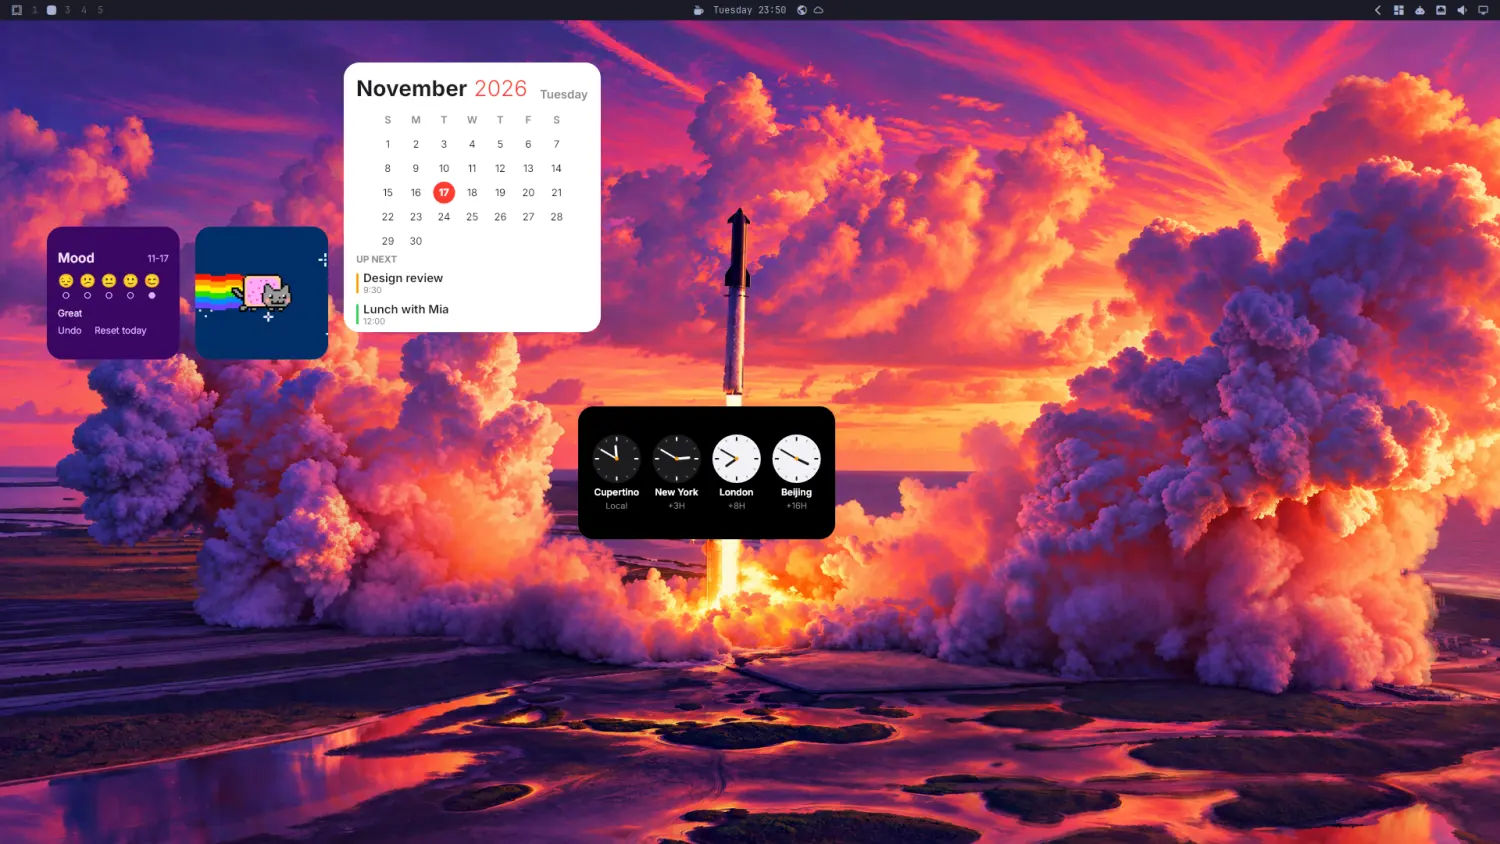 1 3 4 5
Tuesday 23:50
November 2026 Tuesday
S M T W T F S
1 2 3 4 5 6 7
8 9 10 11 12 13 14
15 16 17 18 19 20 21
22 23 24 25 26 27 28
29 30
UP NEXT
Design review
9:30
Lunch with Mia
12:00
Mood 11-17
Great
Undo Reset today
Cupertino New York London Beijing
Local +3H +8H +16H